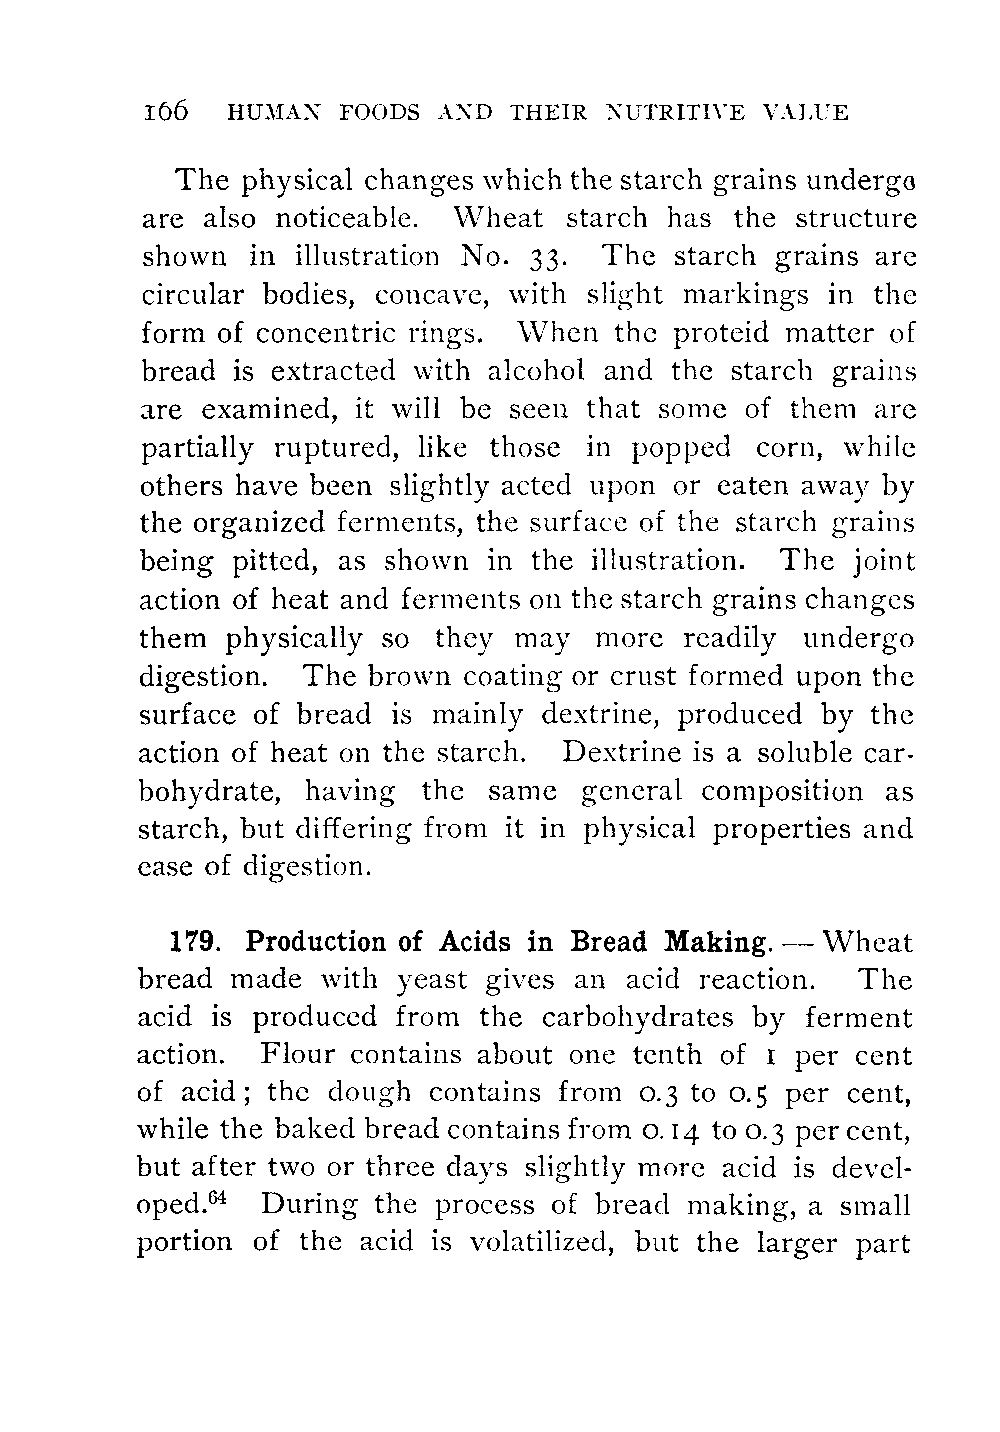 166 HUMAN FOODS AND THEIR NUTRITIVE VALUE
The physical changes which the starch grains undergo
are also noticeable. Wheat starch has the structure
shown in illustration No. 33. The starch grains are
circular bodies, concave, with slight markings in the
form of concentric rings. When the proteid matter of
bread is extracted with alcohol and the starch grains
are examined, it will be seen that some of them are
partially ruptured, like those in popped corn, while
others have been slightly acted upon or eaten away by
the organized ferments, the surface of the starch grains
being pitted, as shown in the illustration. The joint
action of heat and ferments on the starch grains changes
them physically so they may more readily undergo
digestion. The brown coating or crust formed upon the
surface of bread is mainly dextrine, produced by the
action of heat on the starch. Dextrine is a soluble car-
bohydrate, having the same general composition as
starch, but differing from it in physical properties and
ease of digestion.
179. Production of Acids in Bread Making. — Wheat
bread made with yeast gives an acid reaction. The
acid is produced from the carbohydrates by ferment
action. Flour contains about one tenth of 1 per cent
of acid; the dough contains from 0.3 to 0.5 per cent,
while the baked bread contains from 0.14 to 0.3 per cent,
but after two or three days slightly more acid is devel-
oped.⁶⁴ During the process of bread making, a small
portion of the acid is volatilized, but the larger part